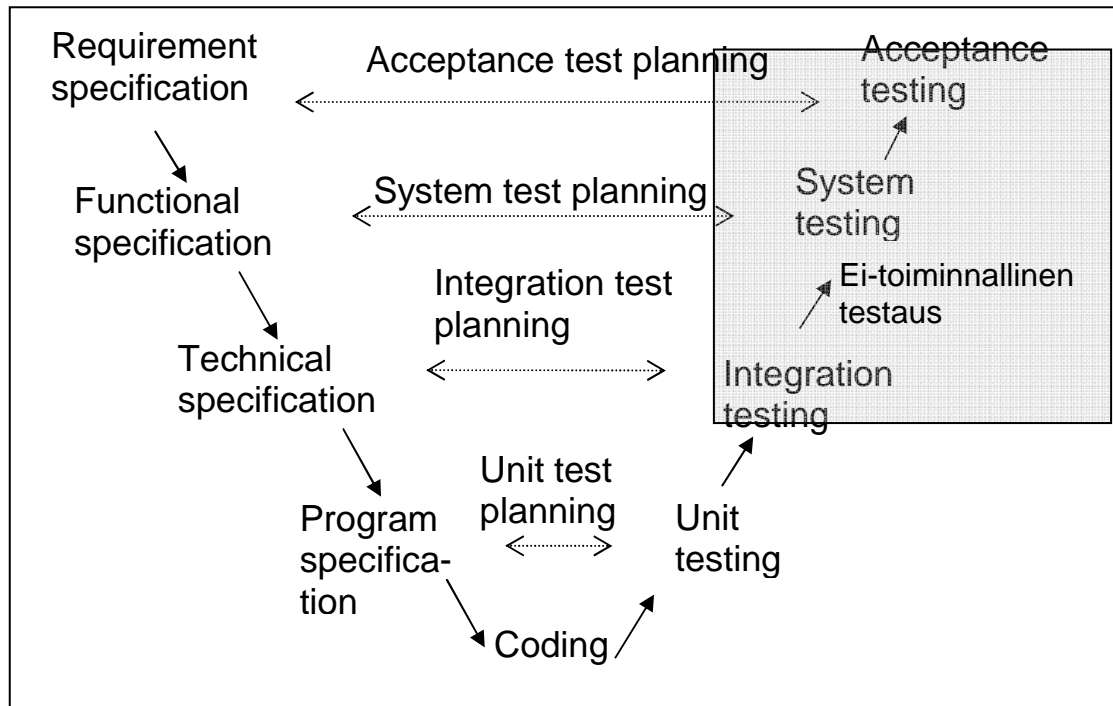 Requirement
specification
Acceptance test planning
Acceptance
testing
Functional
specification
System test planning
System
testing
Integration test
planning
Ei-toiminnallinen
testaus
Technical
specification
Integration
testing
Unit test
planning
Program
specifica-
tion
Unit
testing
Coding